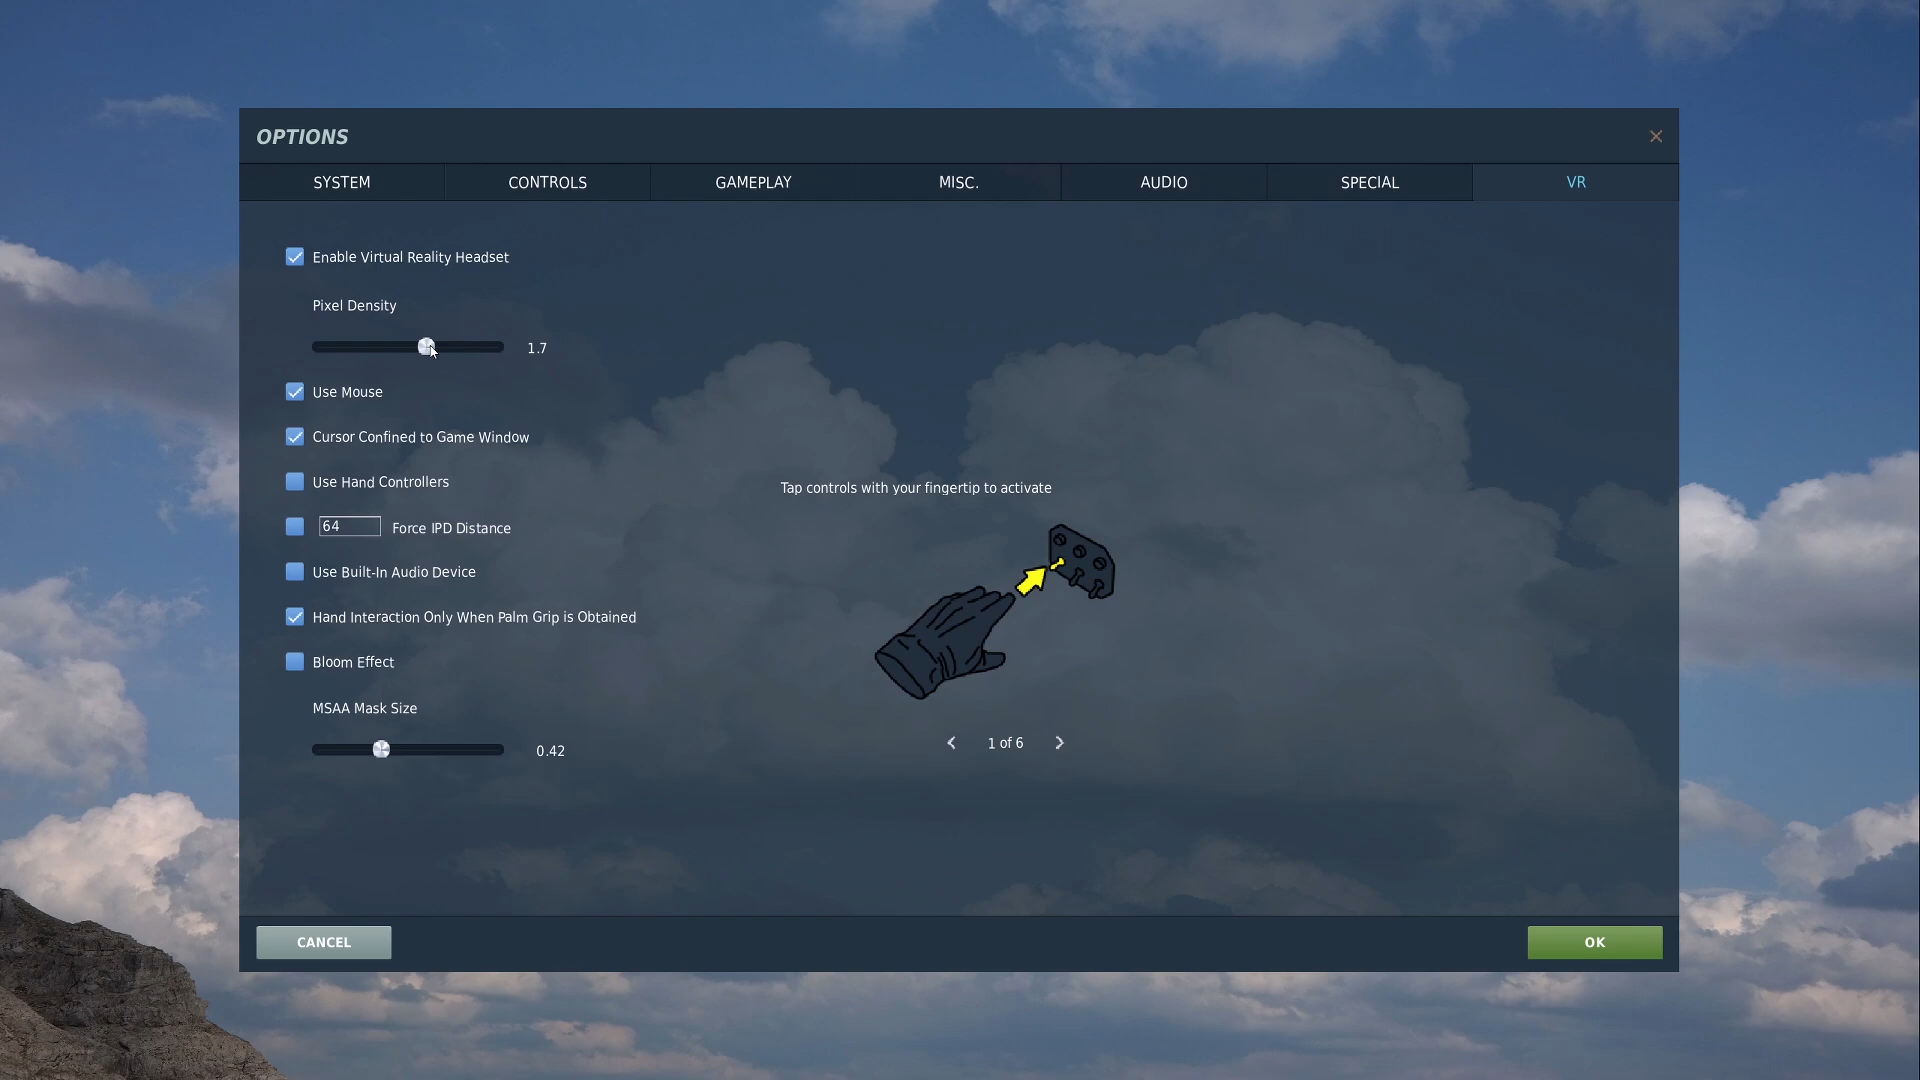 OPTIONS
SYSTEM CONTROLS GAMEPLAY MISC. AUDIO SPECIAL VR
Enable Virtual Reality Headset
Pixel Density
1.7
Use Mouse
Cursor Confined to Game Window
Use Hand Controllers
64 Force IPD Distance
Use Built-In Audio Device
Hand Interaction Only When Palm Grip is Obtained
Bloom Effect
MSAA Mask Size
0.42
Tap controls with your fingertip to activate
1 of 6
CANCEL
OK